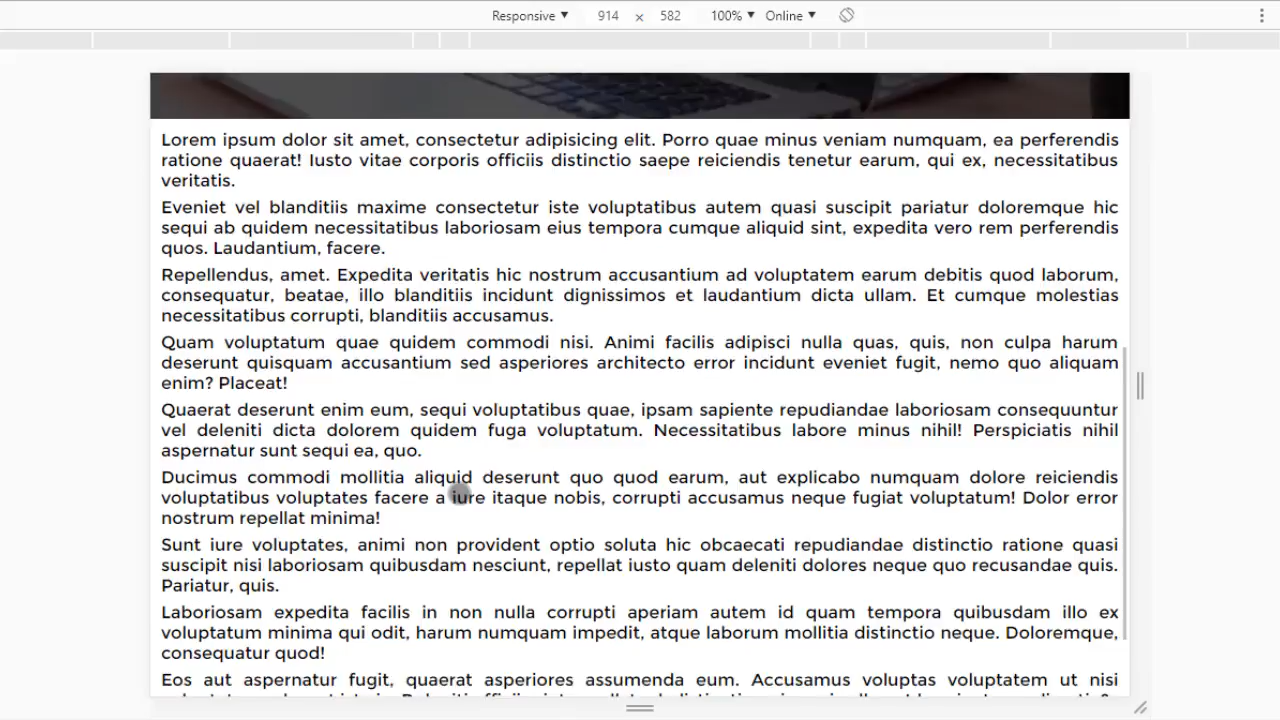 Responsive ▼ 914 × 582 100% ▼ Online ▼
Lorem ipsum dolor sit amet, consectetur adipisicing elit. Porro quae minus veniam numquam, ea perferendis
ratione quaerat! Iusto vitae corporis officiis distinctio saepe reiciendis tenetur earum, qui ex, necessitatibus
veritatis.
Eveniet vel blanditiis maxime consectetur iste voluptatibus autem quasi suscipit pariatur doloremque hic
sequi ab quidem necessitatibus laboriosam eius tempora cumque aliquid sint, expedita vero rem perferendis
quos. Laudantium, facere.
Repellendus, amet. Expedita veritatis hic nostrum accusantium ad voluptatem earum debitis quod laborum,
consequatur, beatae, illo blanditiis incidunt dignissimos et laudantium dicta ullam. Et cumque molestias
necessitatibus corrupti, blanditiis accusamus.
Quam voluptatum quae quidem commodi nisi. Animi facilis adipisci nulla quas, quis, non culpa harum
deserunt quisquam accusantium sed asperiores architecto error incidunt eveniet fugit, nemo quo aliquam
enim? Placeat!
Quaerat deserunt enim eum, sequi voluptatibus quae, ipsam sapiente repudiandae laboriosam consequuntur
vel deleniti dicta dolorem quidem fuga voluptatum. Necessitatibus labore minus nihil! Perspiciatis nihil
aspernatur sunt sequi ea, quo.
Ducimus commodi mollitia aliquid deserunt quo quod earum, aut explicabo numquam dolore reiciendis
voluptatibus voluptates facere a iure itaque nobis, corrupti accusamus neque fugiat voluptatum! Dolor error
nostrum repellat minima!
Sunt iure voluptates, animi non provident optio soluta hic obcaecati repudiandae distinctio ratione quasi
suscipit nisi laboriosam quibusdam nesciunt, repellat iusto quam deleniti dolores neque quo recusandae quis.
Pariatur, quis.
Laboriosam expedita facilis in non nulla corrupti aperiam autem id quam tempora quibusdam illo ex
voluptatum minima qui odit, harum numquam impedit, atque laborum mollitia distinctio neque. Doloremque,
consequatur quod!
Eos aut aspernatur fugit, quaerat asperiores assumenda eum. Accusamus voluptas voluptatem ut nisi